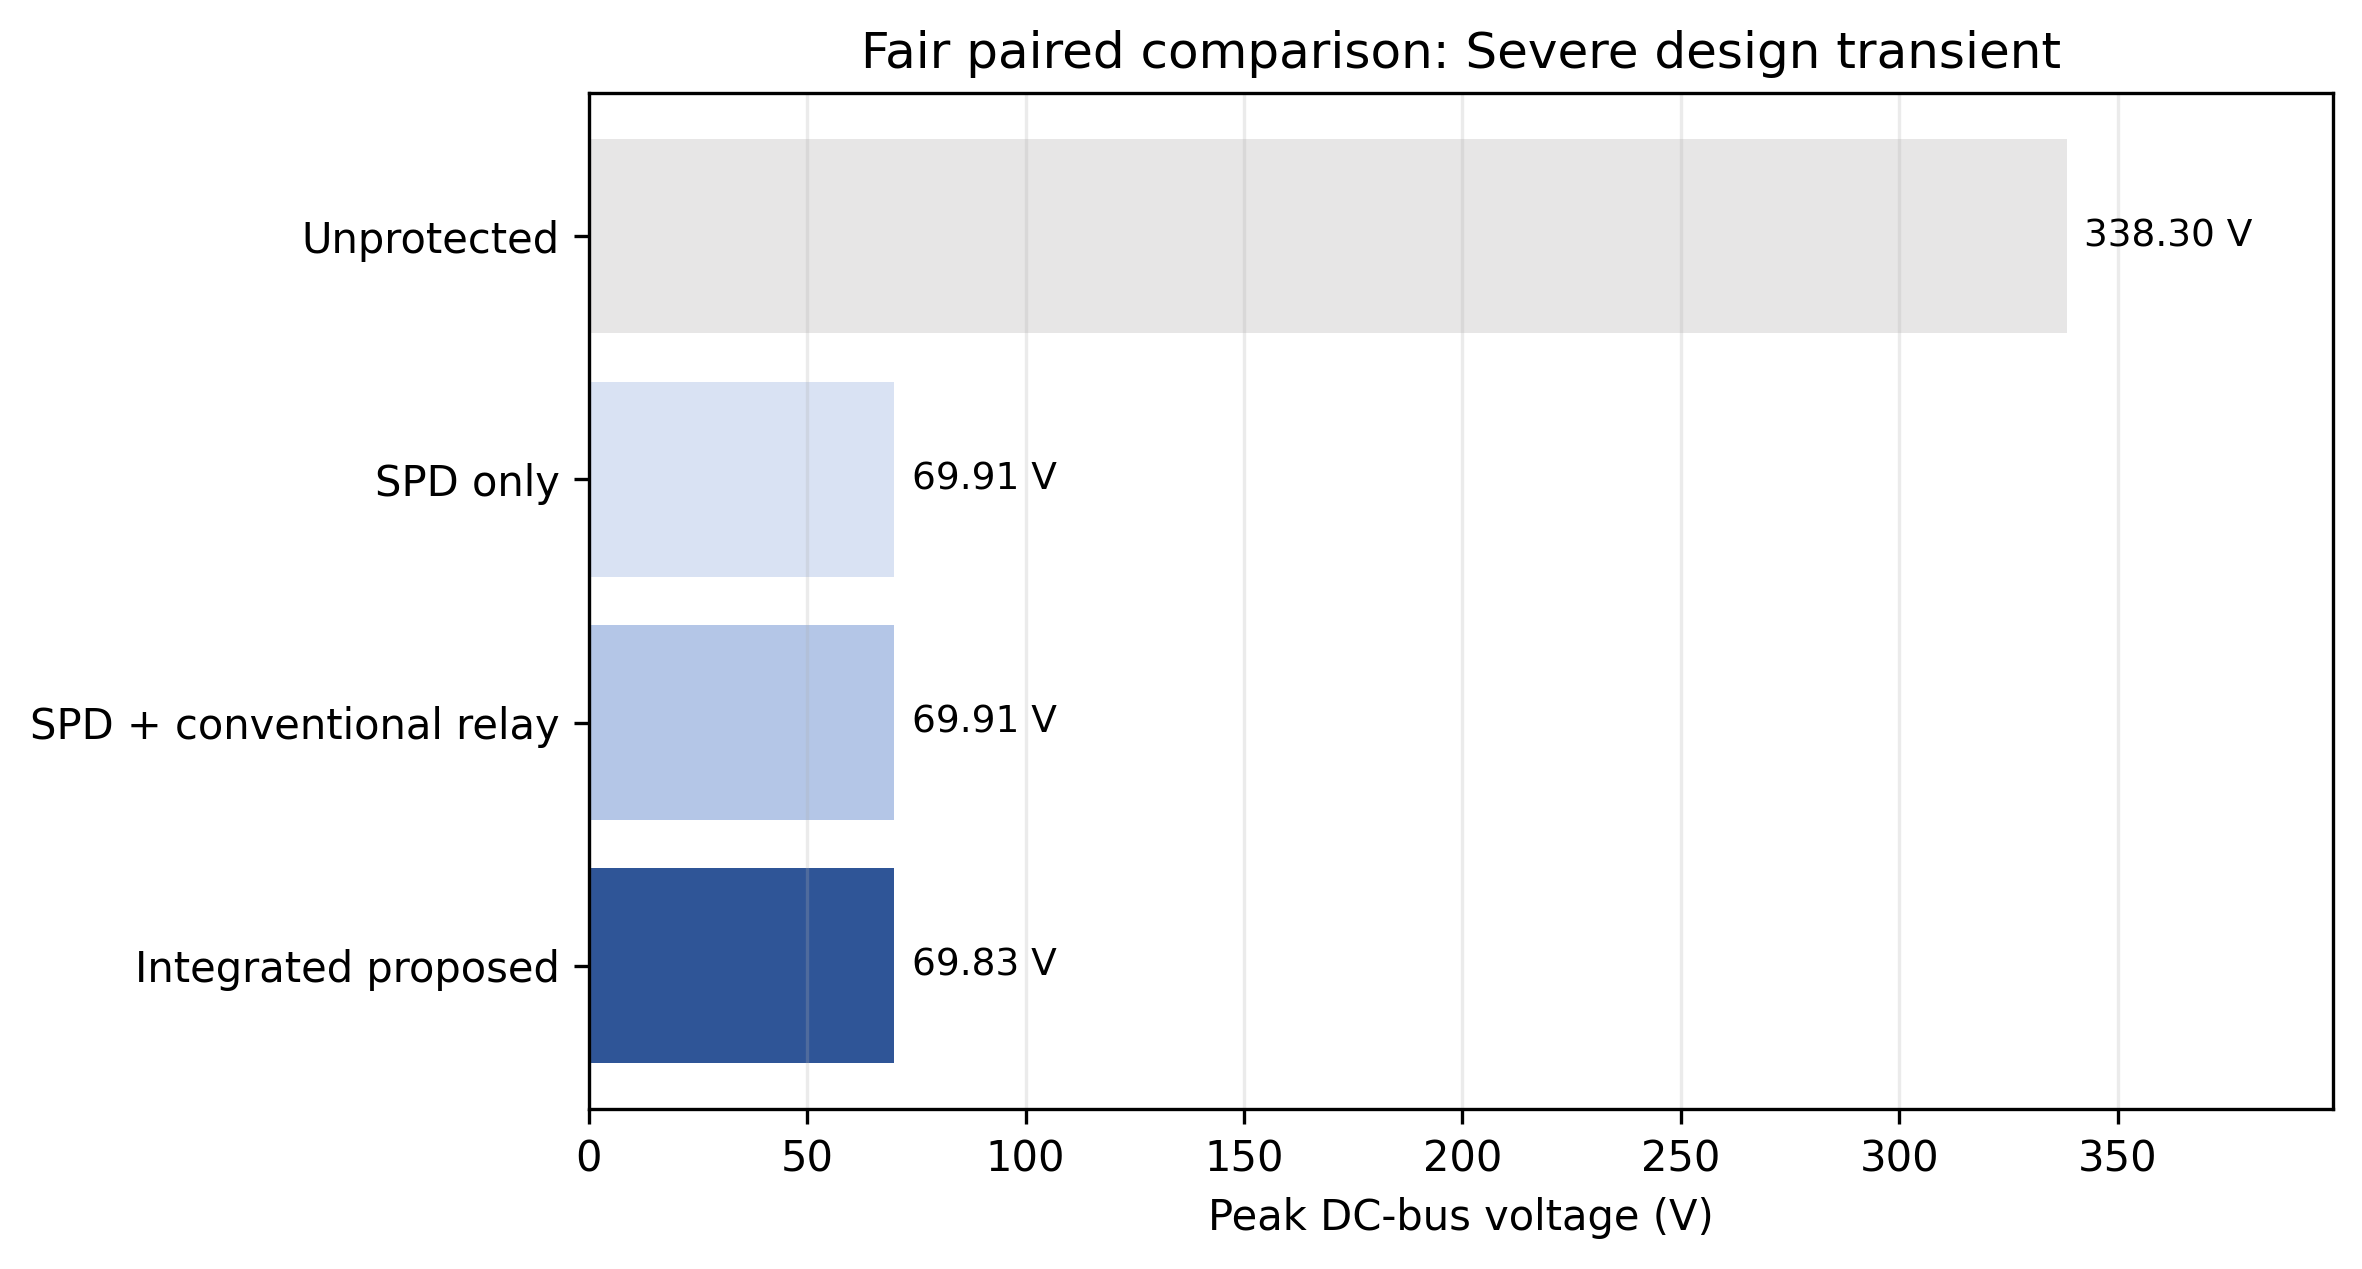 Fair paired comparison: Severe design transient
Unprotected
338.30 V
SPD only
69.91 V
SPD + conventional relay
69.91 V
Integrated proposed
69.83 V
0 50 100 150 200 250 300 350
Peak DC-bus voltage (V)